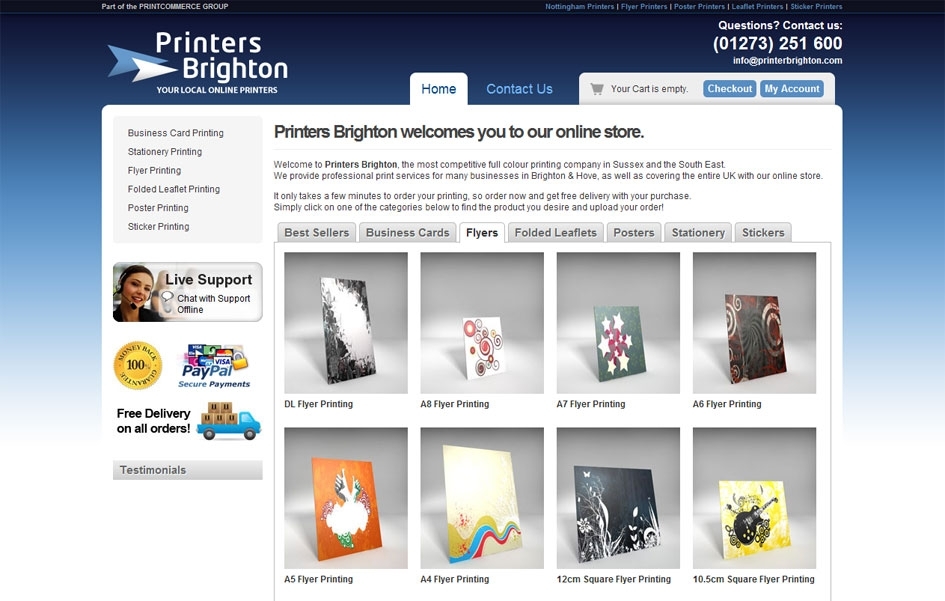 Part of the PRINTCOMMERCE GROUP
Nottingham Printers | Flyer Printers | Poster Printers | Leaflet Printers | Sticker Printers
Printers
Brighton
YOUR LOCAL ONLINE PRINTERS
Questions? Contact us:
(01273) 251 600
info@printerbrighton.com
Home
Contact Us
Your Cart is empty.
Checkout
My Account
Business Card Printing
Stationery Printing
Flyer Printing
Folded Leaflet Printing
Poster Printing
Sticker Printing
Live Support
Chat with Support
Offline
MONEY BACK
100%
GUARANTEE
VISA
VISA
PayPal
Secure Payments
Free Delivery
on all orders!
Testimonials
Printers Brighton welcomes you to our online store.
Welcome to Printers Brighton, the most competitive full colour printing company in Sussex and the South East.
We provide professional print services for many businesses in Brighton & Hove, as well as covering the entire UK with our online store.
It only takes a few minutes to order your printing, so order now and get free delivery with your purchase.
Simply click on one of the categories below to find the product you desire and upload your order!
Best Sellers
Business Cards
Flyers
Folded Leaflets
Posters
Stationery
Stickers
DL Flyer Printing
A8 Flyer Printing
A7 Flyer Printing
A6 Flyer Printing
A5 Flyer Printing
A4 Flyer Printing
12cm Square Flyer Printing
10.5cm Square Flyer Printing